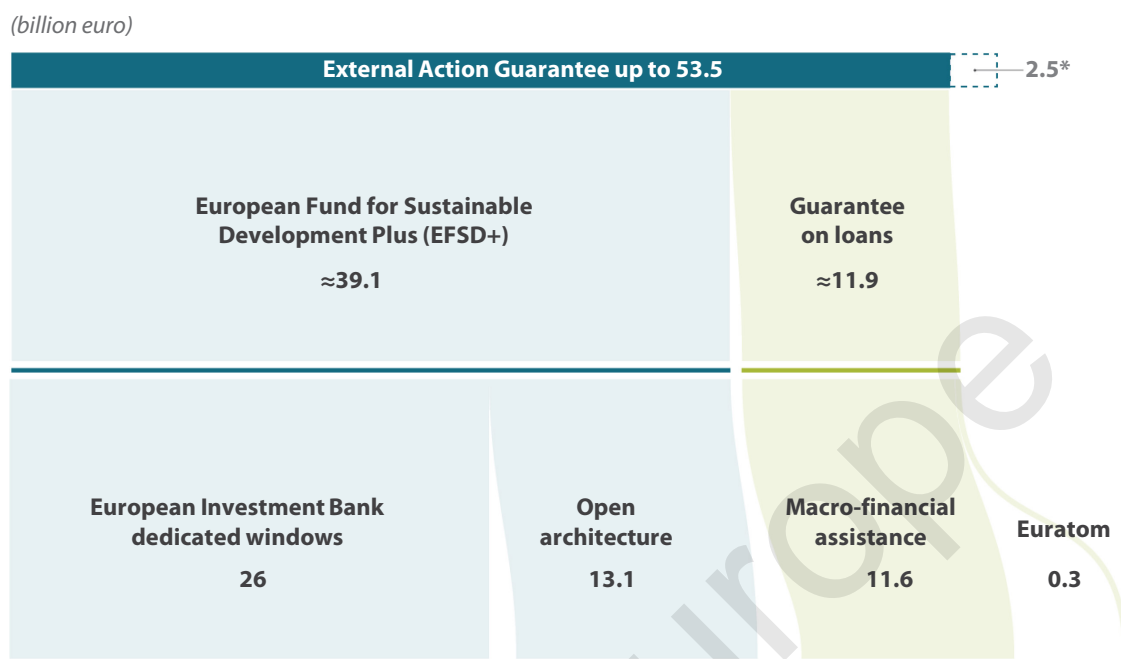 (billion euro)
External Action Guarantee up to 53.5
2.5*
European Fund for Sustainable
Development Plus (EFSD+)
≈39.1
Guarantee
on loans
≈11.9
European Investment Bank
dedicated windows
26
Open
architecture
13.1
Macro-financial
assistance
11.6
Euratom
0.3
urope